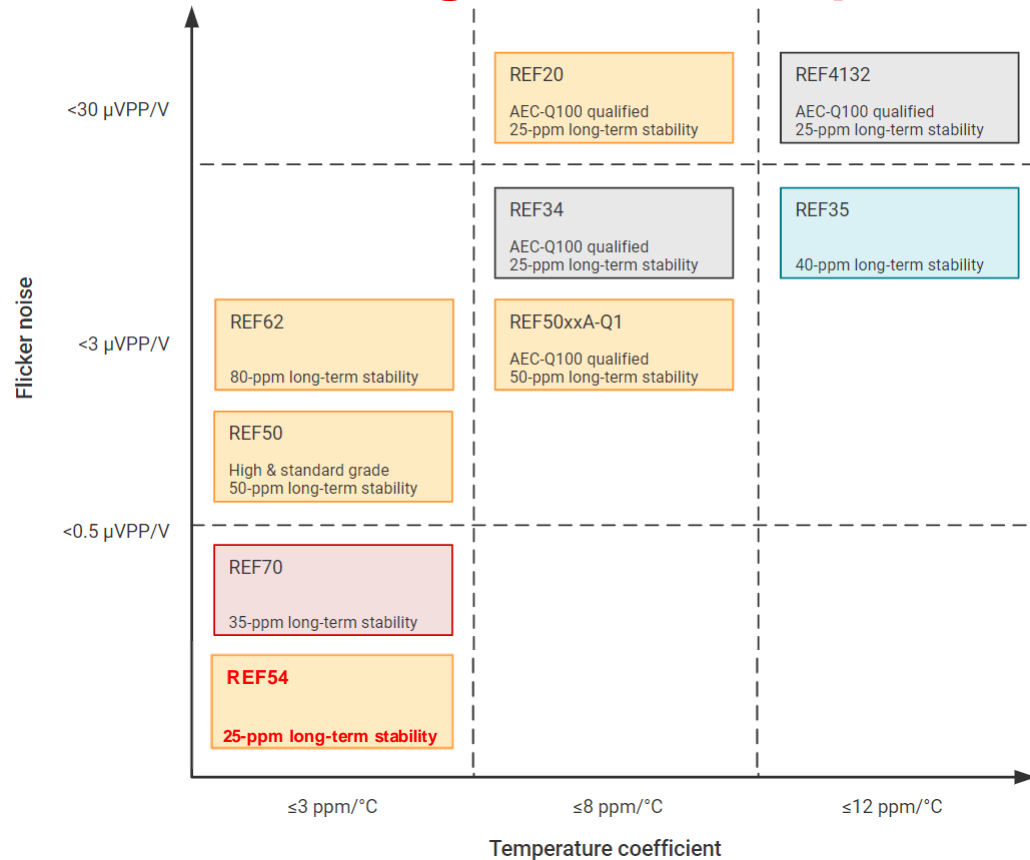 <30 µVPP/V
REF20
AEC-Q100 qualified
25-ppm long-term stability
REF4132
AEC-Q100 qualified
25-ppm long-term stability
REF34
AEC-Q100 qualified
25-ppm long-term stability
REF35
40-ppm long-term stability
Flicker noise
<3 µVPP/V
REF62
80-ppm long-term stability
REF50xxA-Q1
AEC-Q100 qualified
50-ppm long-term stability
REF50
High & standard grade
50-ppm long-term stability
<0.5 µVPP/V
REF70
35-ppm long-term stability
REF54
25-ppm long-term stability
≤3 ppm/°C
≤8 ppm/°C
≤12 ppm/°C
Temperature coefficient